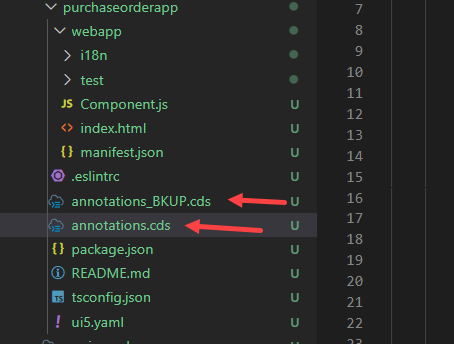 purchaseorderapp
webapp
i18n
test
JS Component.js U
<> index.html U
{} manifest.json U
.eslintrc U
annotations_BKUP.cds U
annotations.cds U
{} package.json U
README.md U
TS tsconfig.json U
! ui5.yaml U
7
8
9
10
11
12
13
14
15
16
17
18
19
20
21
22
23